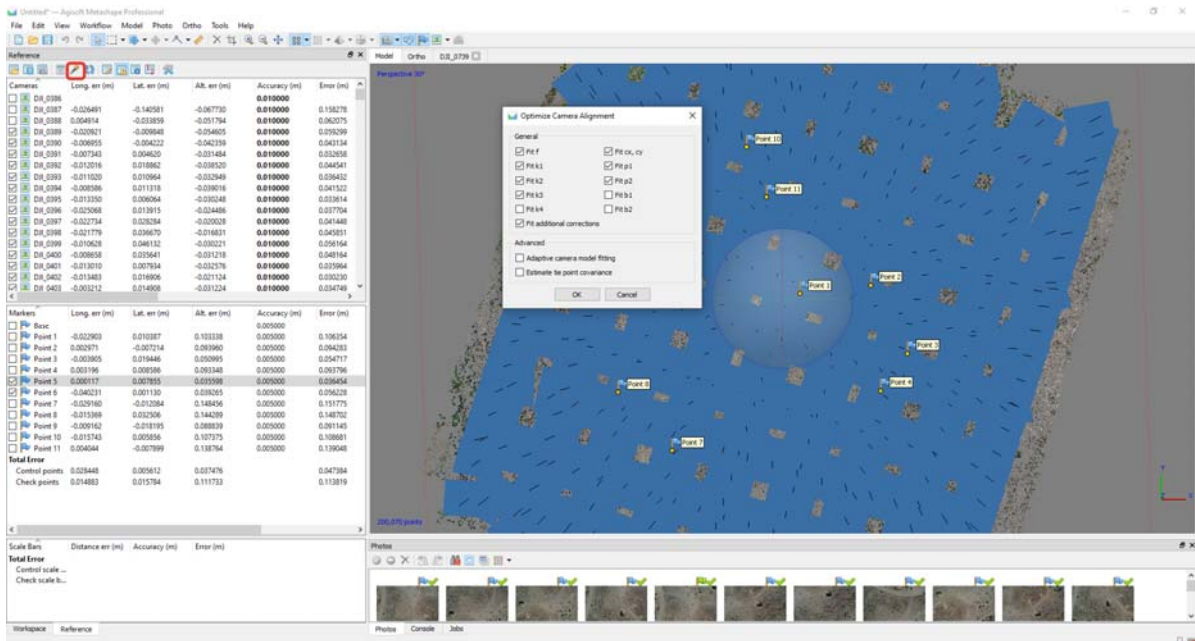 Untitled* — Agisoft Metashape Professional
File Edit View Workflow Model Photo Ortho Tools Help
Reference
Model Ortho DJI_0739
Perspective 30°
Cameras Long. err (m) Lat. err (m) Alt. err (m) Accuracy (m) Error (m)
DJI_0386 0.010000
DJI_0387 -0.026491 -0.140581 -0.067730 0.010000 0.158278
DJI_0388 0.004914 -0.033859 -0.051794 0.010000 0.062075
DJI_0389 -0.020921 -0.009848 -0.054605 0.010000 0.059299
DJI_0390 -0.006955 -0.004222 -0.042359 0.010000 0.043134
DJI_0391 -0.007343 0.004620 -0.031484 0.010000 0.032658
DJI_0392 -0.012016 0.018862 -0.038520 0.010000 0.044541
DJI_0393 -0.011020 0.010964 -0.032949 0.010000 0.036432
DJI_0394 -0.008586 0.011318 -0.039016 0.010000 0.041522
DJI_0395 -0.013350 0.006064 -0.030248 0.010000 0.033614
DJI_0396 -0.025068 0.013915 -0.024486 0.010000 0.037704
DJI_0397 -0.022734 0.028284 -0.020028 0.010000 0.041448
DJI_0398 -0.021779 0.036670 -0.016831 0.010000 0.045851
DJI_0399 -0.010628 0.046132 -0.030221 0.010000 0.056164
DJI_0400 -0.008658 0.035641 -0.031218 0.010000 0.048164
DJI_0401 -0.013010 0.007934 -0.032576 0.010000 0.035964
DJI_0402 -0.013483 0.016906 -0.021124 0.010000 0.030230
DJI_0403 -0.003212 0.014908 -0.031224 0.010000 0.034749
Markers Long. err (m) Lat. err (m) Alt. err (m) Accuracy (m) Error (m)
Base 0.005000
Point 1 -0.022903 0.010387 0.103338 0.005000 0.106354
Point 2 0.002971 -0.007214 0.093960 0.005000 0.094283
Point 3 -0.003905 0.019446 0.050995 0.005000 0.054717
Point 4 0.003196 0.008586 0.093348 0.005000 0.093796
Point 5 0.000117 0.007855 0.035598 0.005000 0.036454
Point 6 -0.040231 0.001130 0.039265 0.005000 0.056228
Point 7 -0.029160 -0.012084 0.148456 0.005000 0.151775
Point 8 -0.015369 0.032506 0.144289 0.005000 0.148702
Point 9 -0.009162 -0.018195 0.088839 0.005000 0.091145
Point 10 -0.015743 0.005856 0.107375 0.005000 0.108681
Point 11 0.004044 -0.007899 0.138764 0.005000 0.139048
Total Error
Control points 0.028448 0.005612 0.037476 0.047384
Check points 0.014883 0.015784 0.111733 0.113819
Scale Bars Distance err (m) Accuracy (m) Error (m)
Total Error
Control scale ...
Check scale b...
Workspace Reference
Optimize Camera Alignment
General
Fit f Fit cx, cy
Fit k1 Fit p1
Fit k2 Fit p2
Fit k3 Fit b1
Fit k4 Fit b2
Fit additional corrections
Advanced
Adaptive camera model fitting
Estimate tie point covariance
OK Cancel
Point 10
Point 11
Point 2
Point 1
Point 3
Point 4
Point 8
Point 7
200,070 points
Photos
Photos Console Jobs